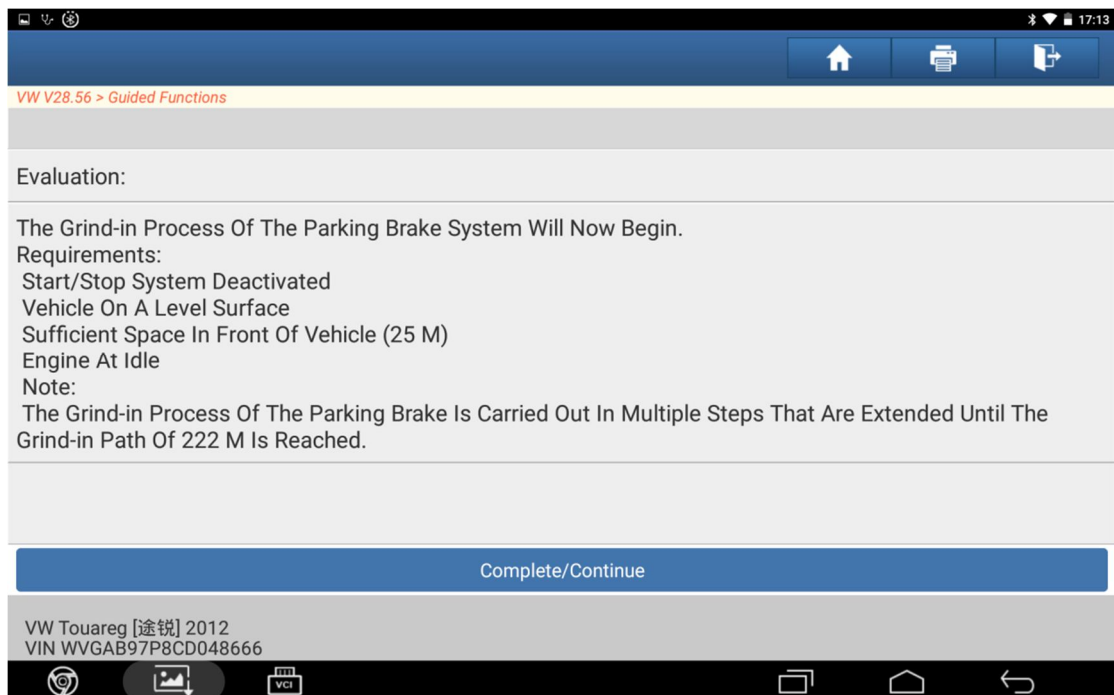 17:13
VW V28.56 > Guided Functions
Evaluation:
The Grind-in Process Of The Parking Brake System Will Now Begin.
Requirements:
Start/Stop System Deactivated
Vehicle On A Level Surface
Sufficient Space In Front Of Vehicle (25 M)
Engine At Idle
Note:
The Grind-in Process Of The Parking Brake Is Carried Out In Multiple Steps That Are Extended Until The
Grind-in Path Of 222 M Is Reached.
Complete/Continue
VW Touareg [途锐] 2012
VIN WVGAB97P8CD048666
VCI